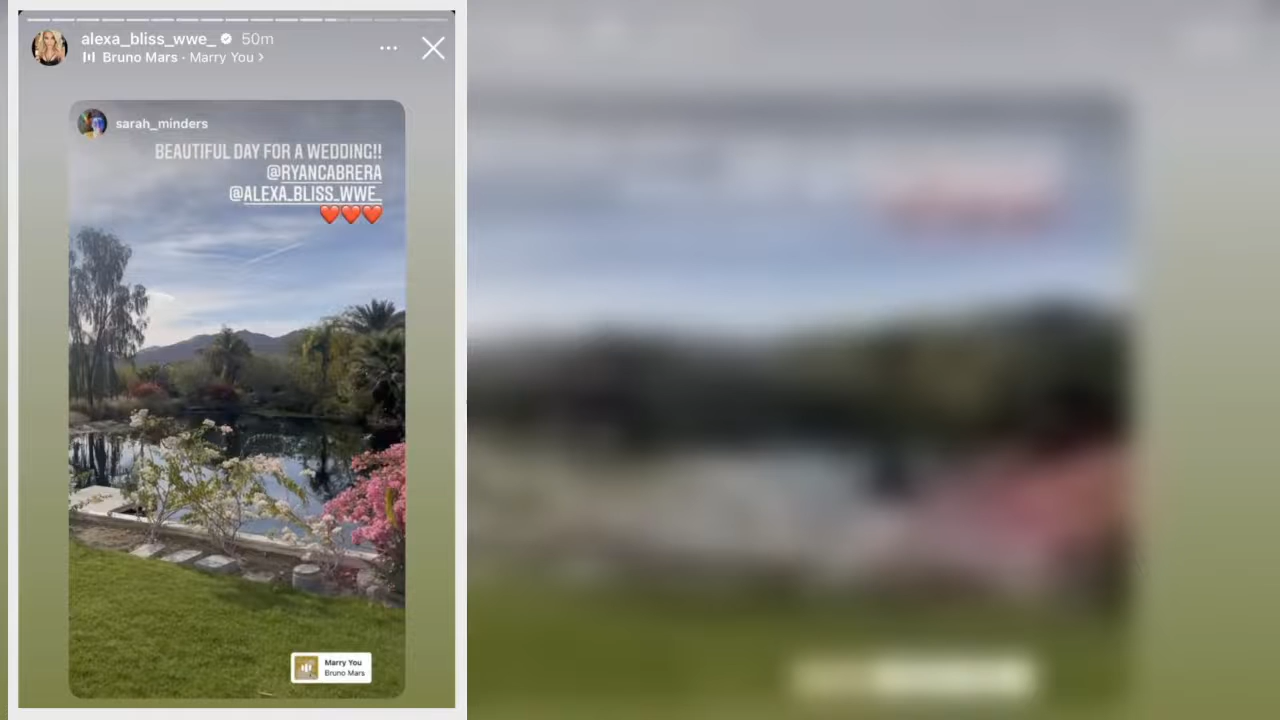 alexa_bliss_wwe_ 50m
Bruno Mars · Marry You >
sarah_minders
BEAUTIFUL DAY FOR A WEDDING!!
@RYANCABRERA
@ALEXA_BLISS_WWE_
Marry You
Bruno Mars